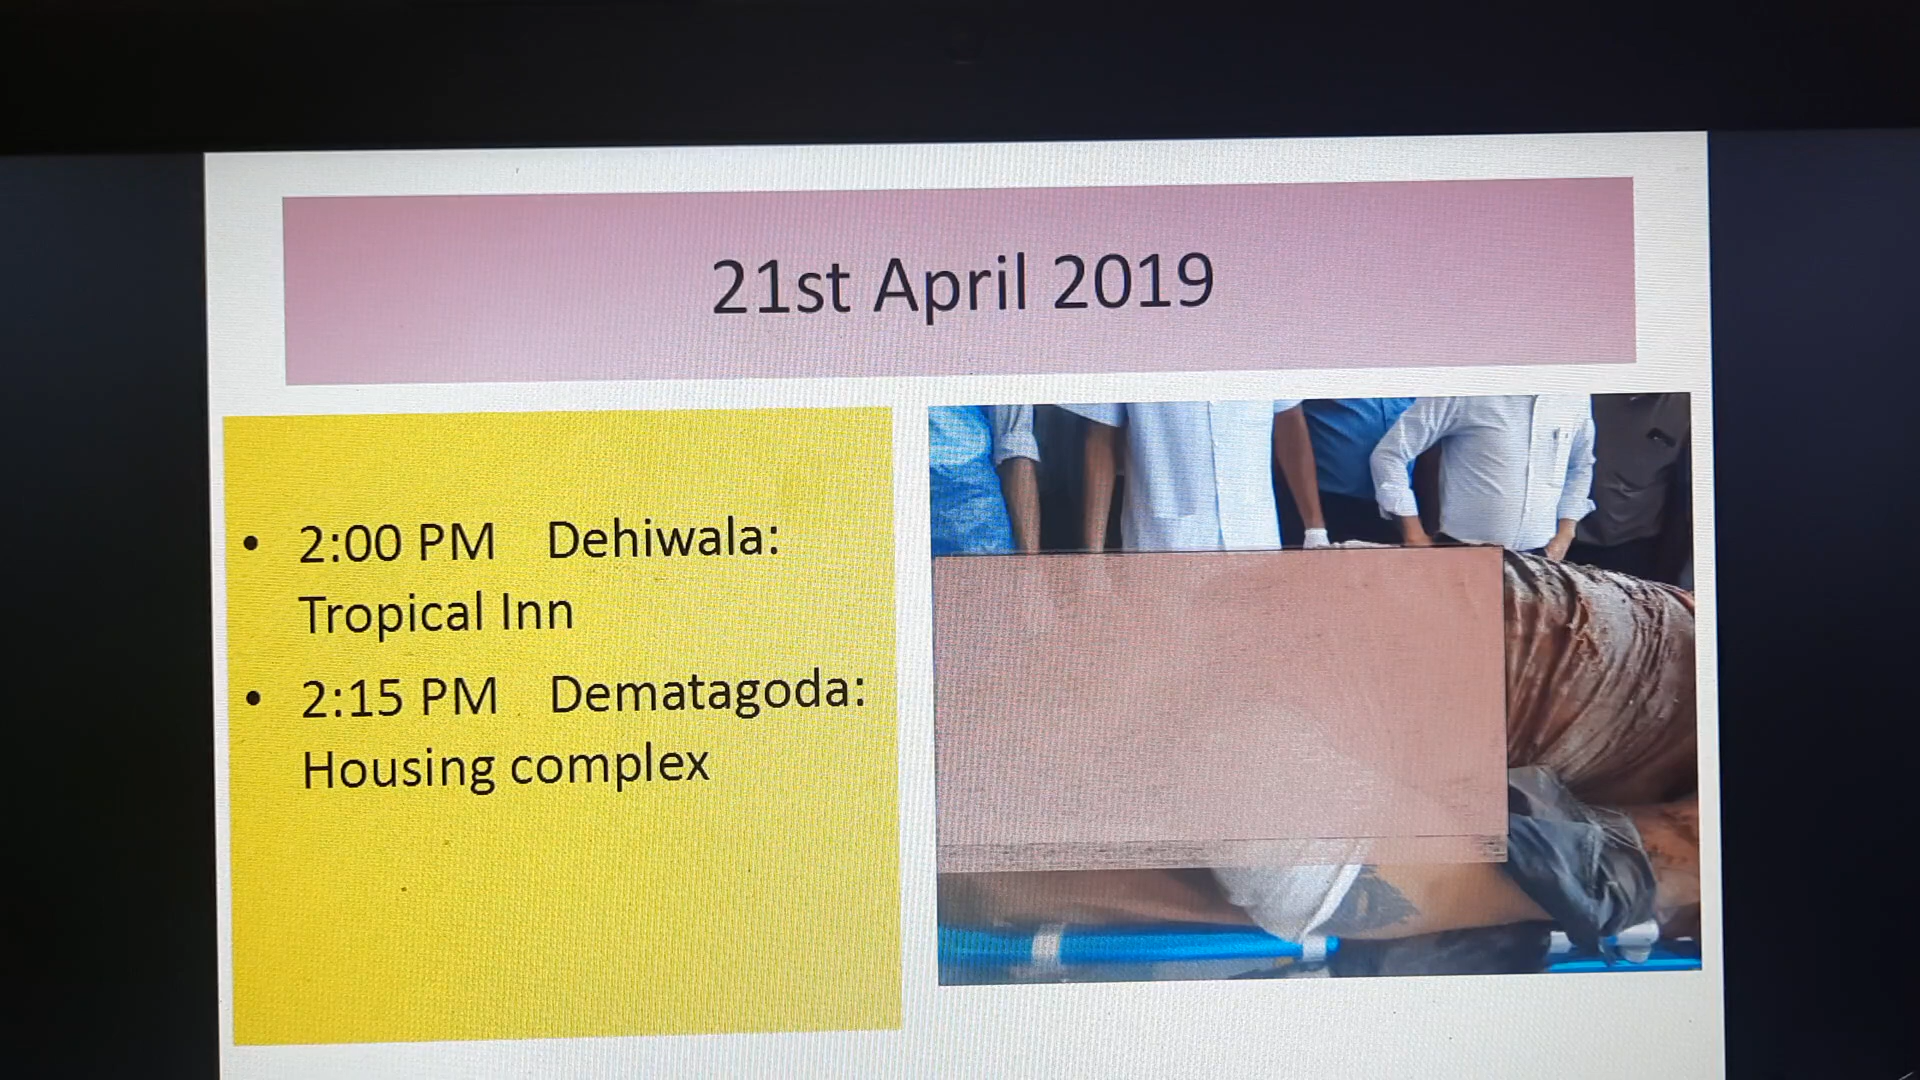 21st April 2019
• 2:00 PM Dehiwala:
Tropical Inn
• 2:15 PM Dematagoda:
Housing complex